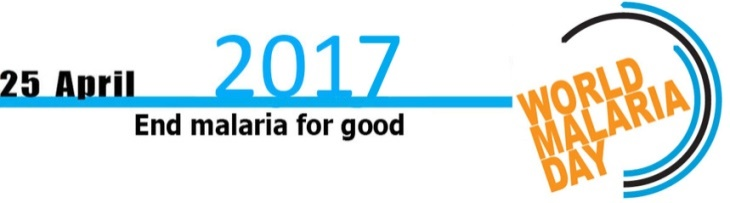 25 April 2017
End malaria for good
WORLD
MALARIA
DAY